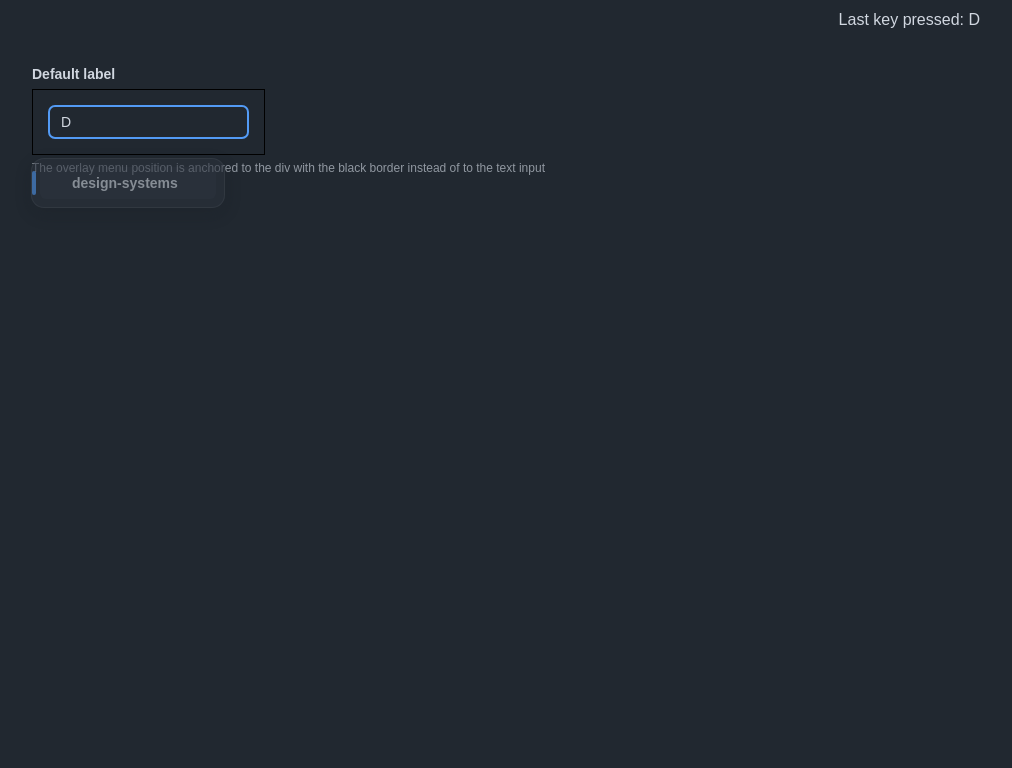 Last key pressed: D
Default label
D
The overlay menu position is anchored to the div with the black border instead of to the text input
design-systems